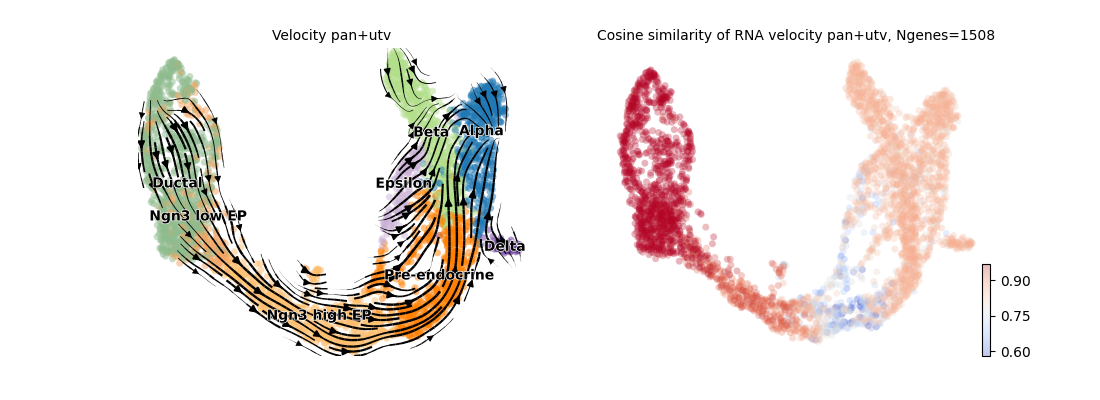 Velocity pan+utv
Cosine similarity of RNA velocity pan+utv, Ngenes=1508
Beta
Alpha
Ductal
Epsilon
Ngn3 low EP
Delta
Pre-endocrine
Ngn3 high EP
0.90
0.75
0.60